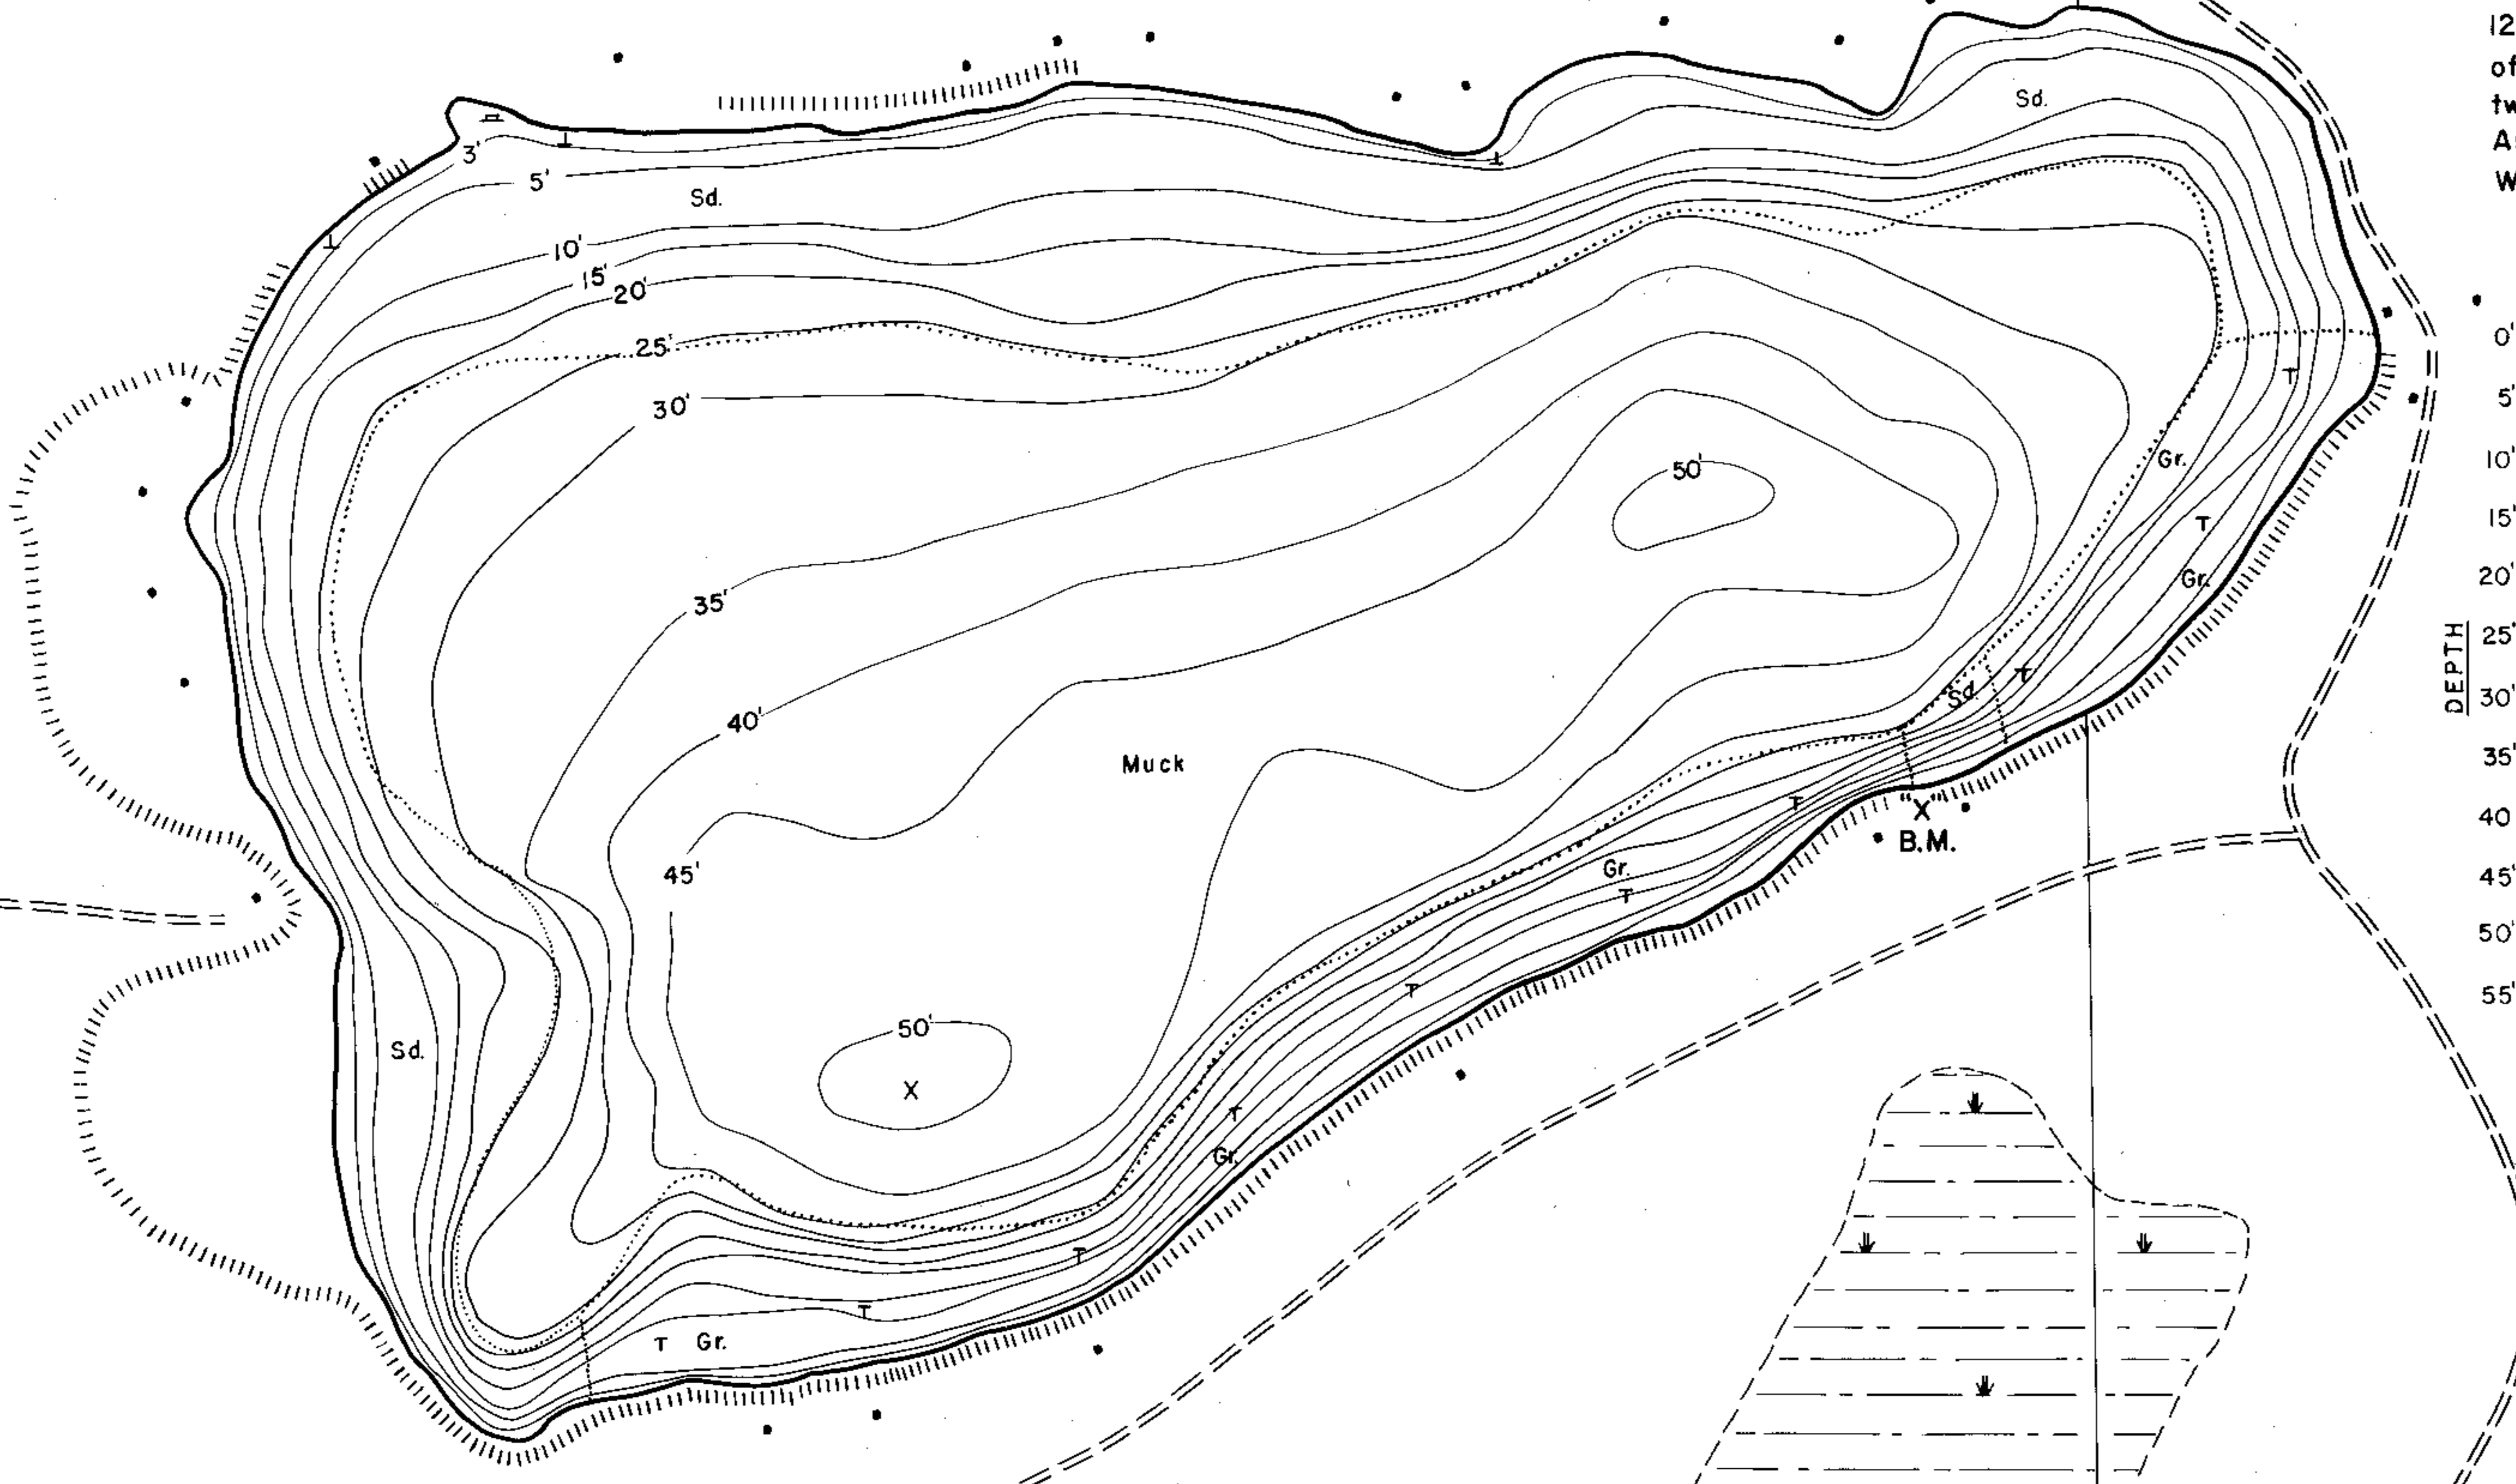 12
of
tw
A
W
Sd.
3'
5'
Sd.
10'
15'
20'
25'
30'
0'
5'
10'
15'
20'
25'
30'
35'
40
45'
50'
55'
DEPTH
50'
Gr.
T
T
Gr.
35'
T
Sd.
40'
Muck
T
"X"
B.M.
Gr.
T
45'
T
50'
X
Sd.
T
Gr.
T
T
T Gr.